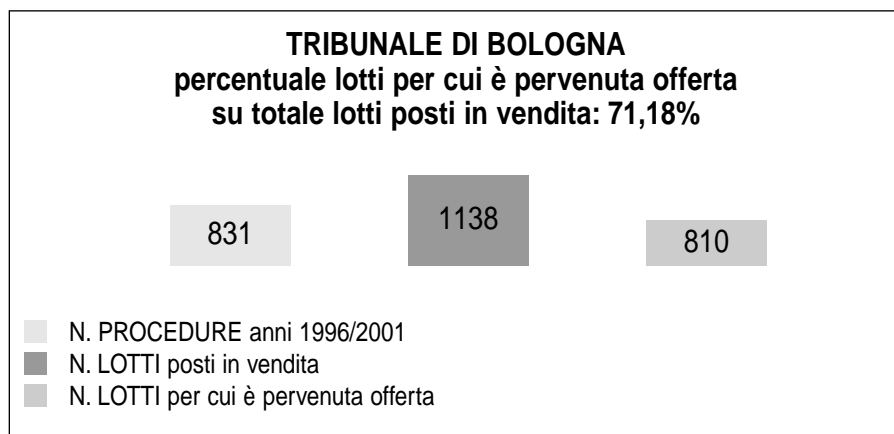 TRIBUNALE DI BOLOGNA
percentuale lotti per cui è pervenuta offerta
su totale lotti posti in vendita: 71,18%
831
1138
810
N. PROCEDURE anni 1996/2001
N. LOTTI posti in vendita
N. LOTTI per cui è pervenuta offerta